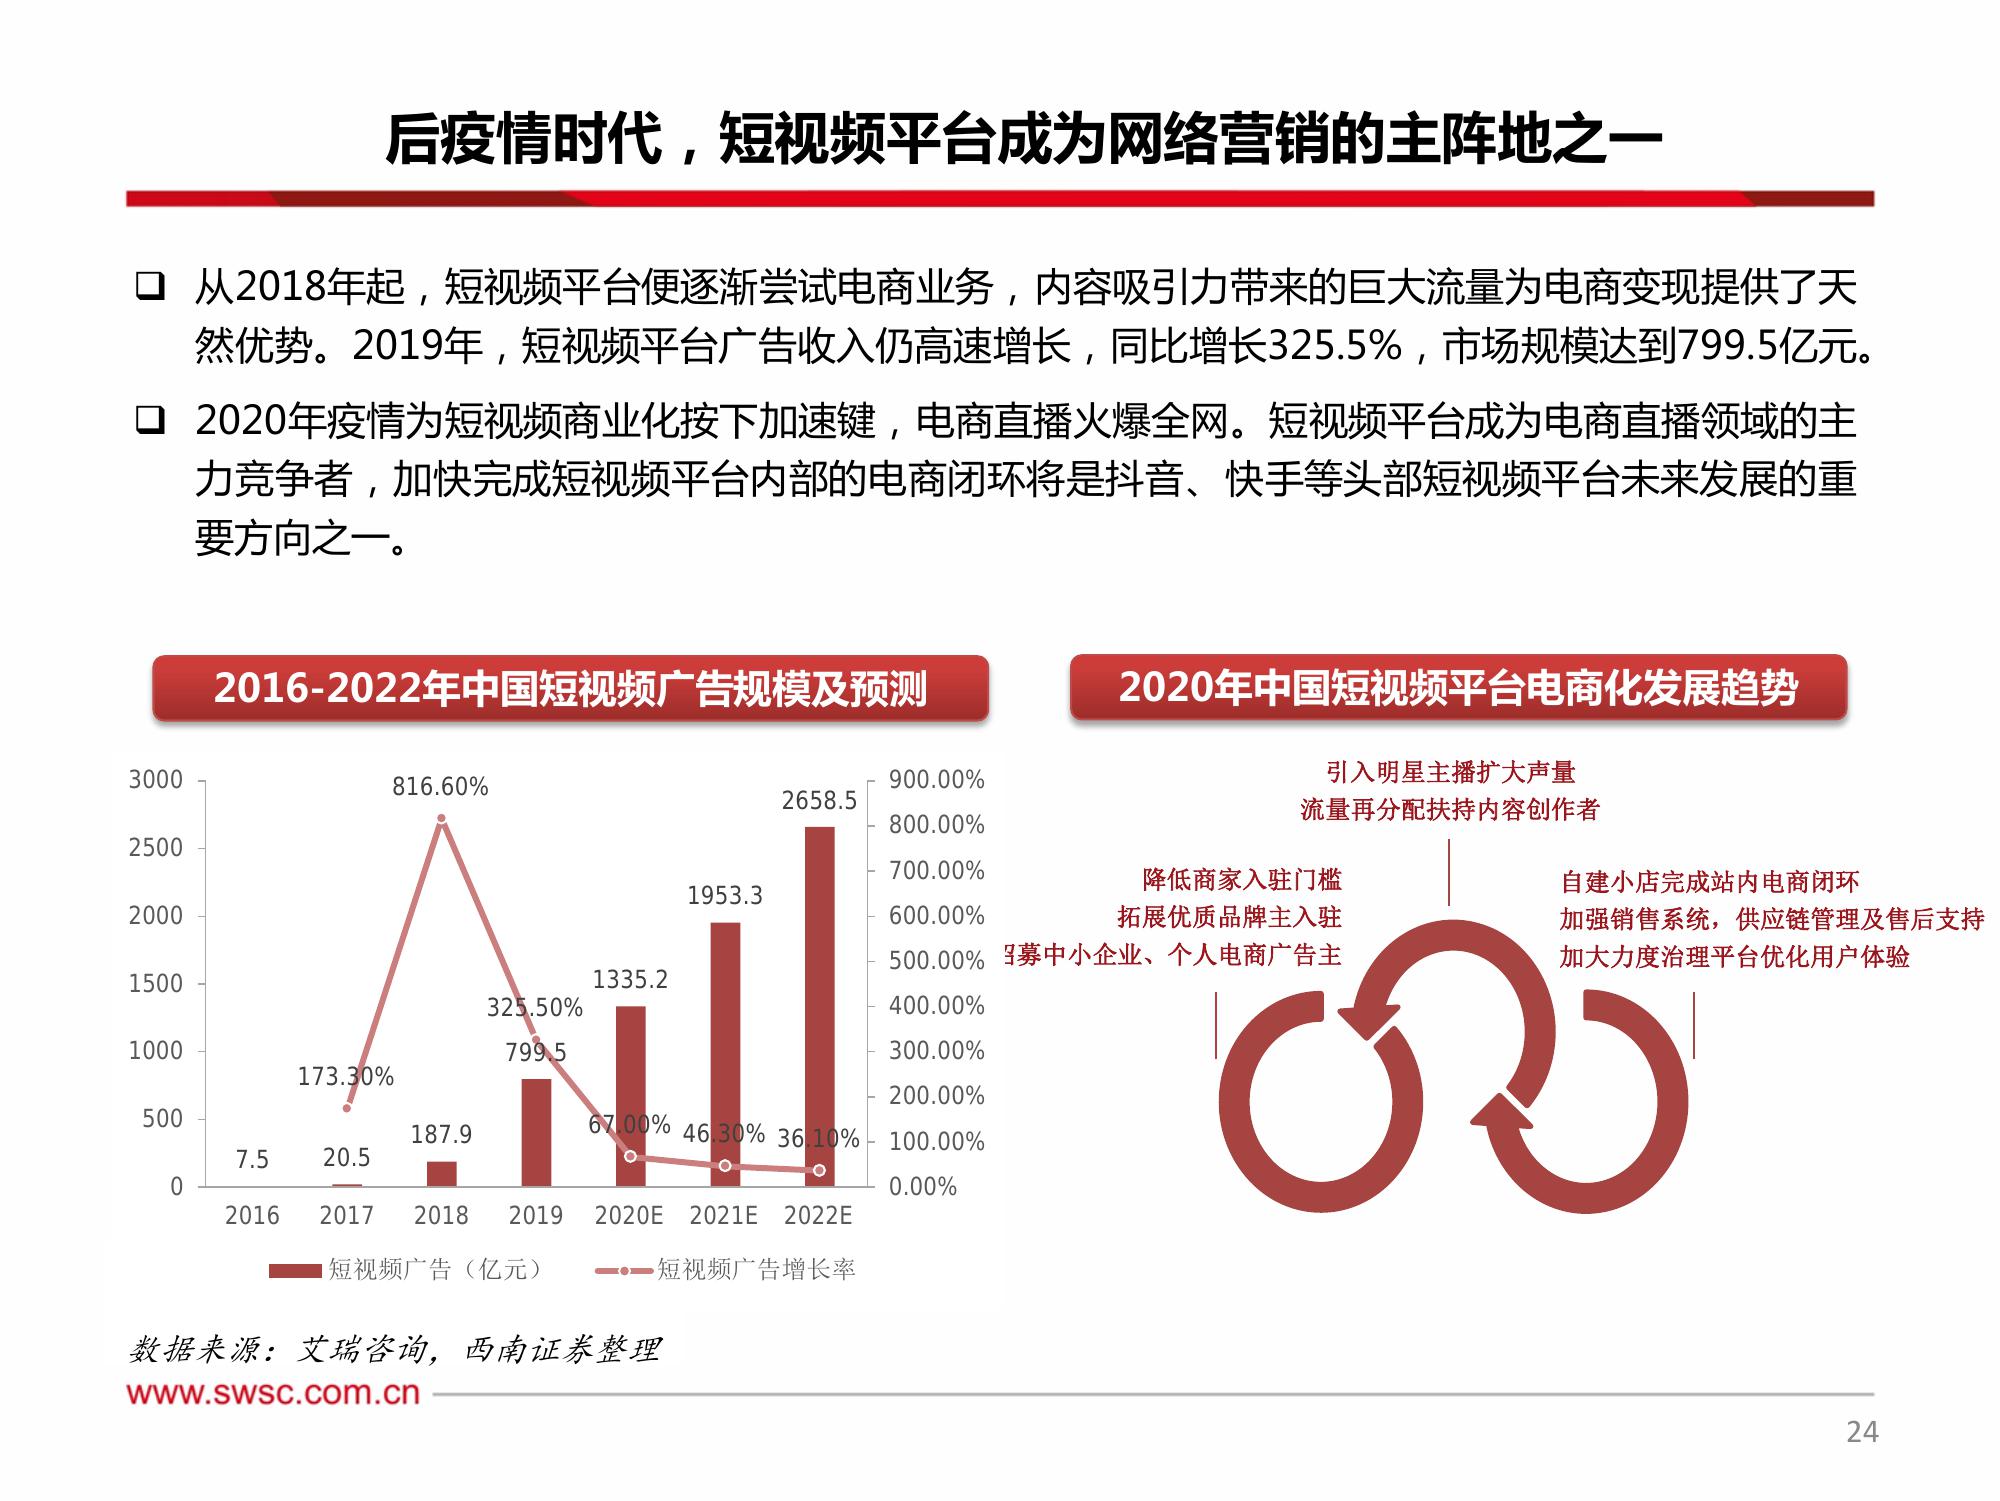 后疫情时代，短视频平台成为网络营销的主阵地之一
❑ 从2018年起，短视频平台便逐渐尝试电商业务，内容吸引力带来的巨大流量为电商变现提供了天
然优势。2019年，短视频平台广告收入仍高速增长，同比增长325.5%，市场规模达到799.5亿元。
❑ 2020年疫情为短视频商业化按下加速键，电商直播火爆全网。短视频平台成为电商直播领域的主
力竞争者，加快完成短视频平台内部的电商闭环将是抖音、快手等头部短视频平台未来发展的重
要方向之一。
2016-2022年中国短视频广告规模及预测
3000
2500
2000
1500
1000
500
0
900.00%
800.00%
700.00%
600.00%
500.00%
400.00%
300.00%
200.00%
100.00%
0.00%
7.5
20.5
187.9
799.5
1335.2
1953.3
2658.5
173.30%
816.60%
325.50%
67.00%
46.30%
36.10%
2016 2017 2018 2019 2020E 2021E 2022E
短视频广告（亿元） 短视频广告增长率
2020年中国短视频平台电商化发展趋势
引入明星主播扩大声量
流量再分配扶持内容创作者
降低商家入驻门槛
拓展优质品牌主入驻
招募中小企业、个人电商广告主
自建小店完成站内电商闭环
加强销售系统，供应链管理及售后支持
加大力度治理平台优化用户体验
数据来源：艾瑞咨询，西南证券整理
www.swsc.com.cn
24